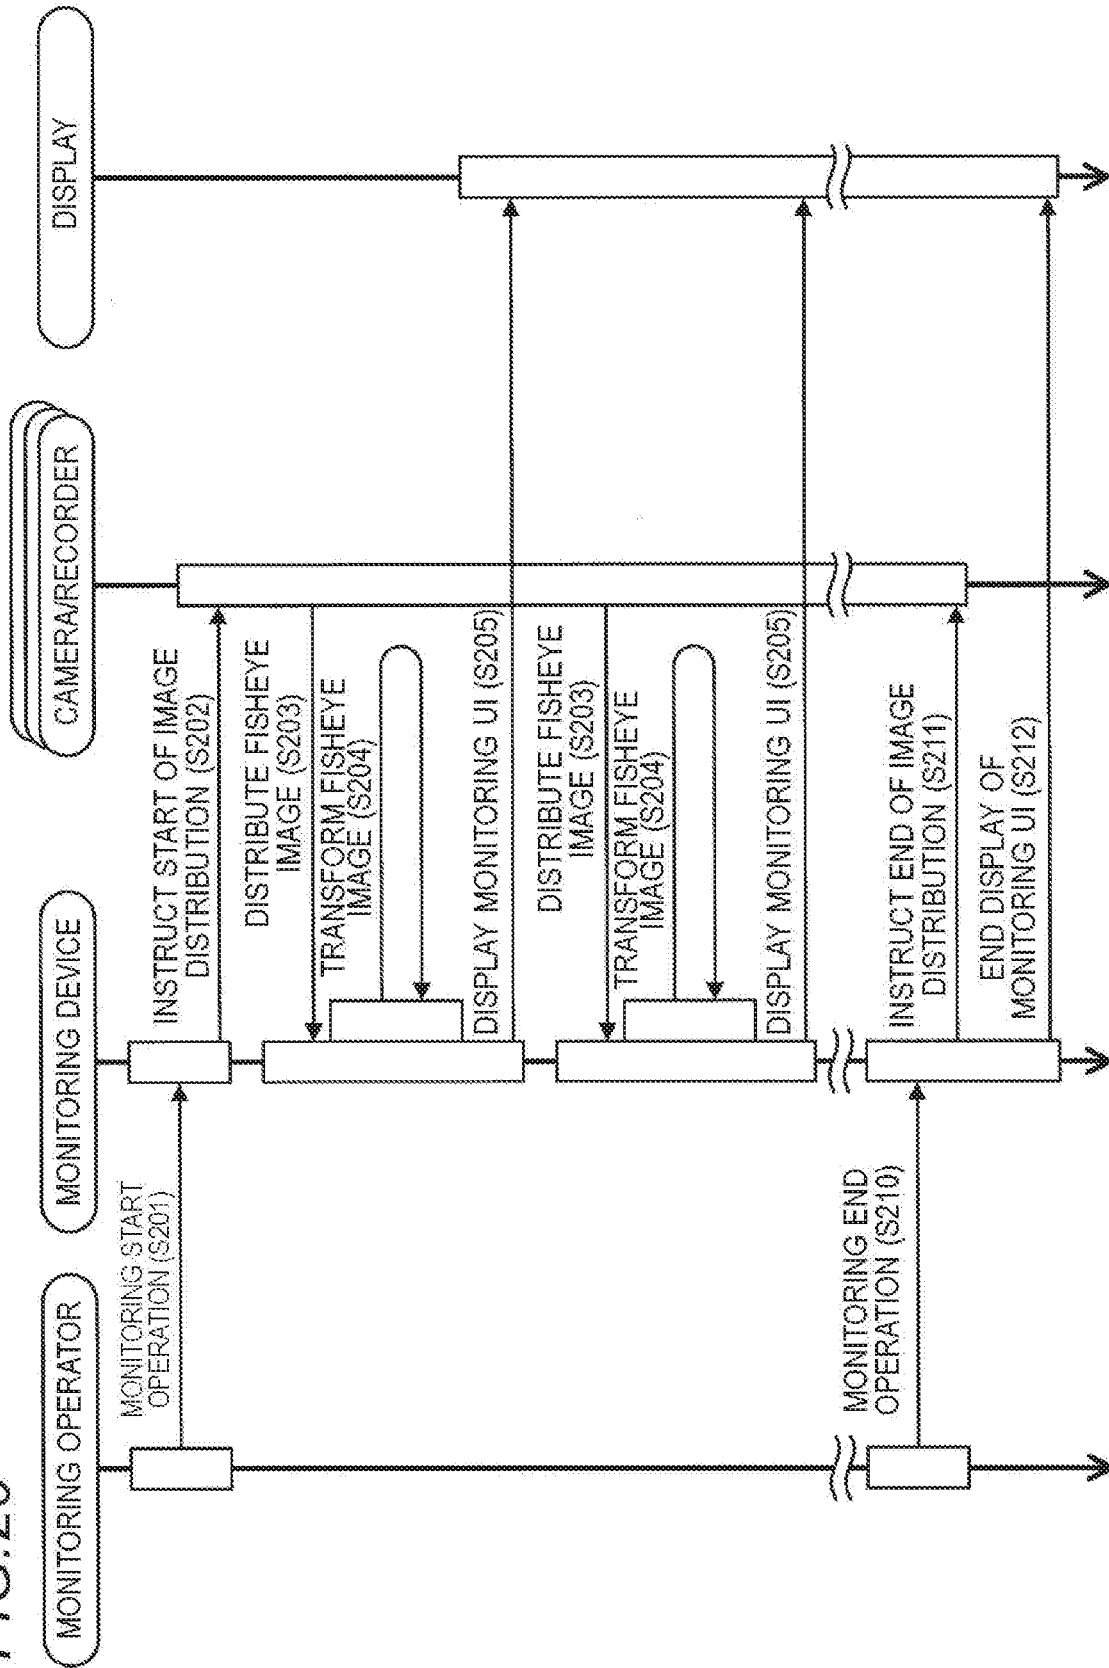 MONITORING OPERATOR
MONITORING DEVICE
CAMERA/RECORDER
DISPLAY
MONITORING START
OPERATION (S201)
INSTRUCT START OF IMAGE
DISTRIBUTION (S202)
DISTRIBUTE FISHEYE
IMAGE (S203)
TRANSFORM FISHEYE
IMAGE (S204)
DISPLAY MONITORING UI (S205)
DISTRIBUTE FISHEYE
IMAGE (S203)
TRANSFORM FISHEYE
IMAGE (S204)
DISPLAY MONITORING UI (S205)
MONITORING END
OPERATION (S210)
INSTRUCT END OF IMAGE
DISTRIBUTION (S211)
END DISPLAY OF
MONITORING UI (S212)